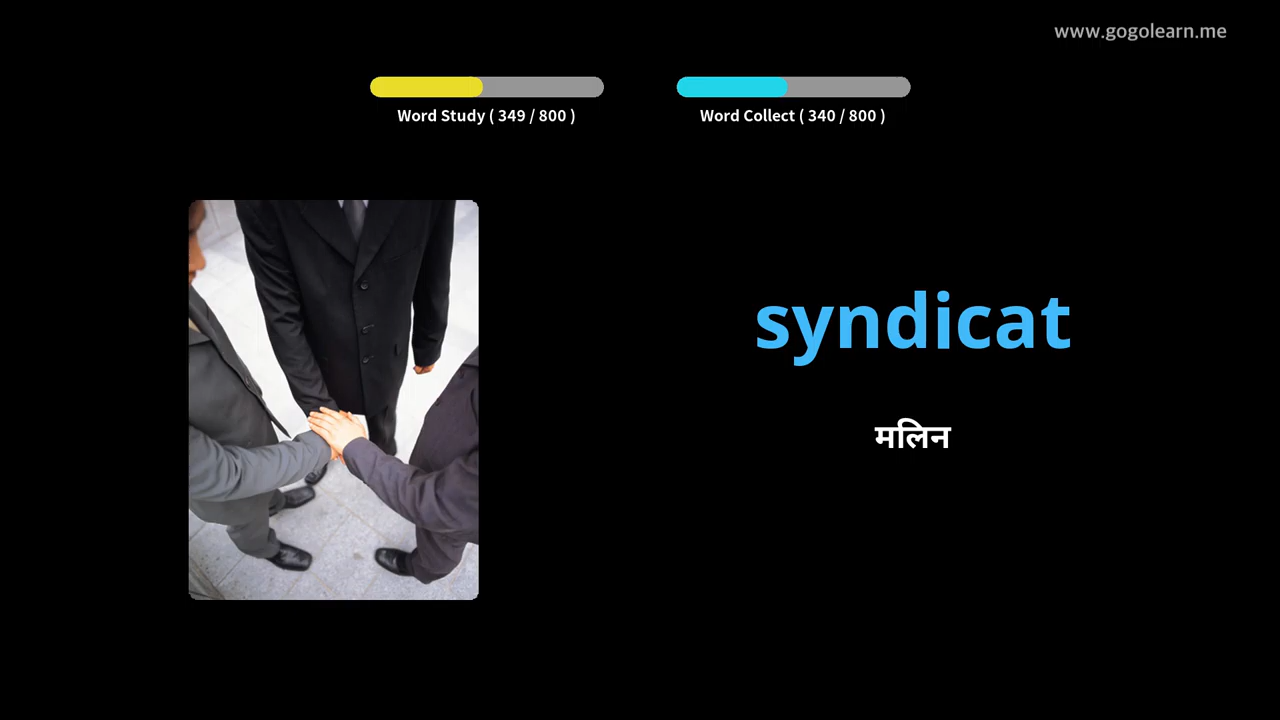 www.gogolearn.me
Word Study ( 349 / 800 )
Word Collect ( 340 / 800 )
syndicat
मलिन